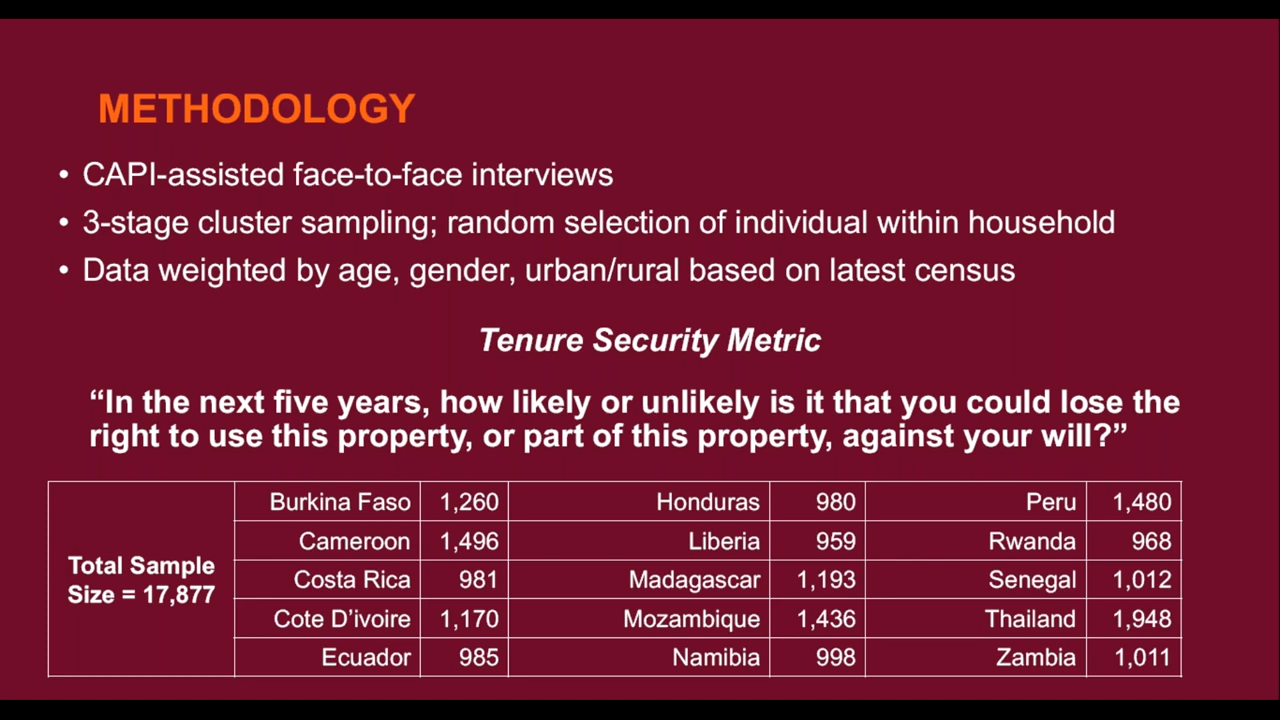 METHODOLOGY
• CAPI-assisted face-to-face interviews
• 3-stage cluster sampling; random selection of individual within household
• Data weighted by age, gender, urban/rural based on latest census
Tenure Security Metric
“In the next five years, how likely or unlikely is it that you could lose the
right to use this property, or part of this property, against your will?”
Total Sample
Size = 17,877
Burkina Faso 1,260 Honduras 980 Peru 1,480
Cameroon 1,496 Liberia 959 Rwanda 968
Costa Rica 981 Madagascar 1,193 Senegal 1,012
Cote D’ivoire 1,170 Mozambique 1,436 Thailand 1,948
Ecuador 985 Namibia 998 Zambia 1,011